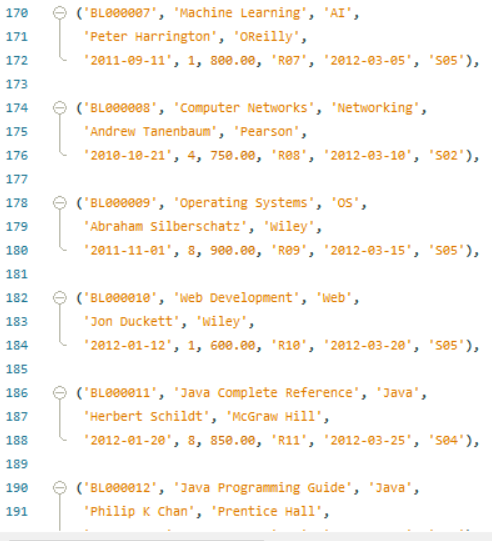 170 ('BL000007', 'Machine Learning', 'AI',
171 'Peter Harrington', 'OReilly',
172 '2011-09-11', 1, 800.00, 'R07', '2012-03-05', 'S05'),
173
174 ('BL000008', 'Computer Networks', 'Networking',
175 'Andrew Tanenbaum', 'Pearson',
176 '2010-10-21', 4, 750.00, 'R08', '2012-03-10', 'S02'),
177
178 ('BL000009', 'Operating Systems', 'OS',
179 'Abraham Silberschatz', 'Wiley',
180 '2011-11-01', 8, 900.00, 'R09', '2012-03-15', 'S05'),
181
182 ('BL000010', 'Web Development', 'Web',
183 'Jon Duckett', 'Wiley',
184 '2012-01-12', 1, 600.00, 'R10', '2012-03-20', 'S05'),
185
186 ('BL000011', 'Java Complete Reference', 'Java',
187 'Herbert Schildt', 'McGraw Hill',
188 '2012-01-20', 8, 850.00, 'R11', '2012-03-25', 'S04'),
189
190 ('BL000012', 'Java Programming Guide', 'Java',
191 'Philip K Chan', 'Prentice Hall',